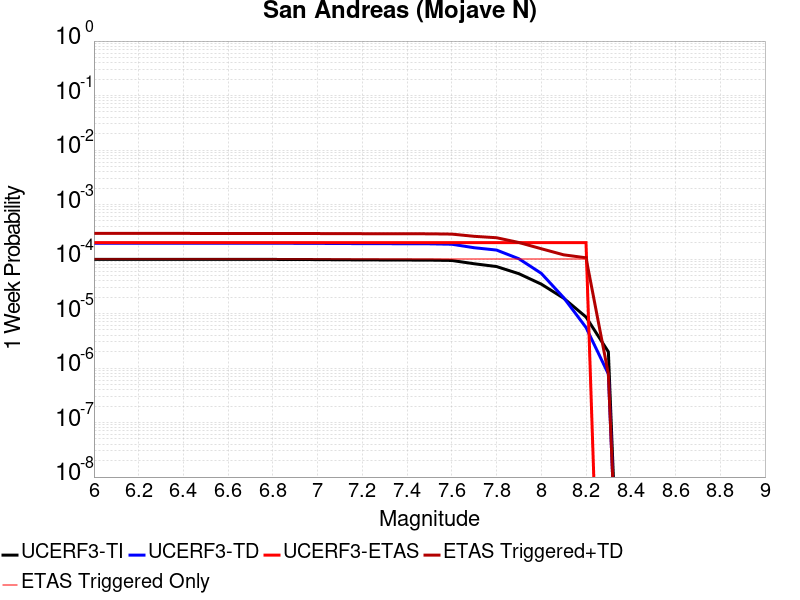 San Andreas (Mojave N)
10 0
10 -1
10 -2
10 -3
10 -4
10 -5
10 -6
10 -7
10 -8
1 Week Probability
6 6.2 6.4 6.6 6.8 7 7.2 7.4 7.6 7.8 8 8.2 8.4 8.6 8.8 9
Magnitude
UCERF3-TI UCERF3-TD UCERF3-ETAS ETAS Triggered+TD
ETAS Triggered Only